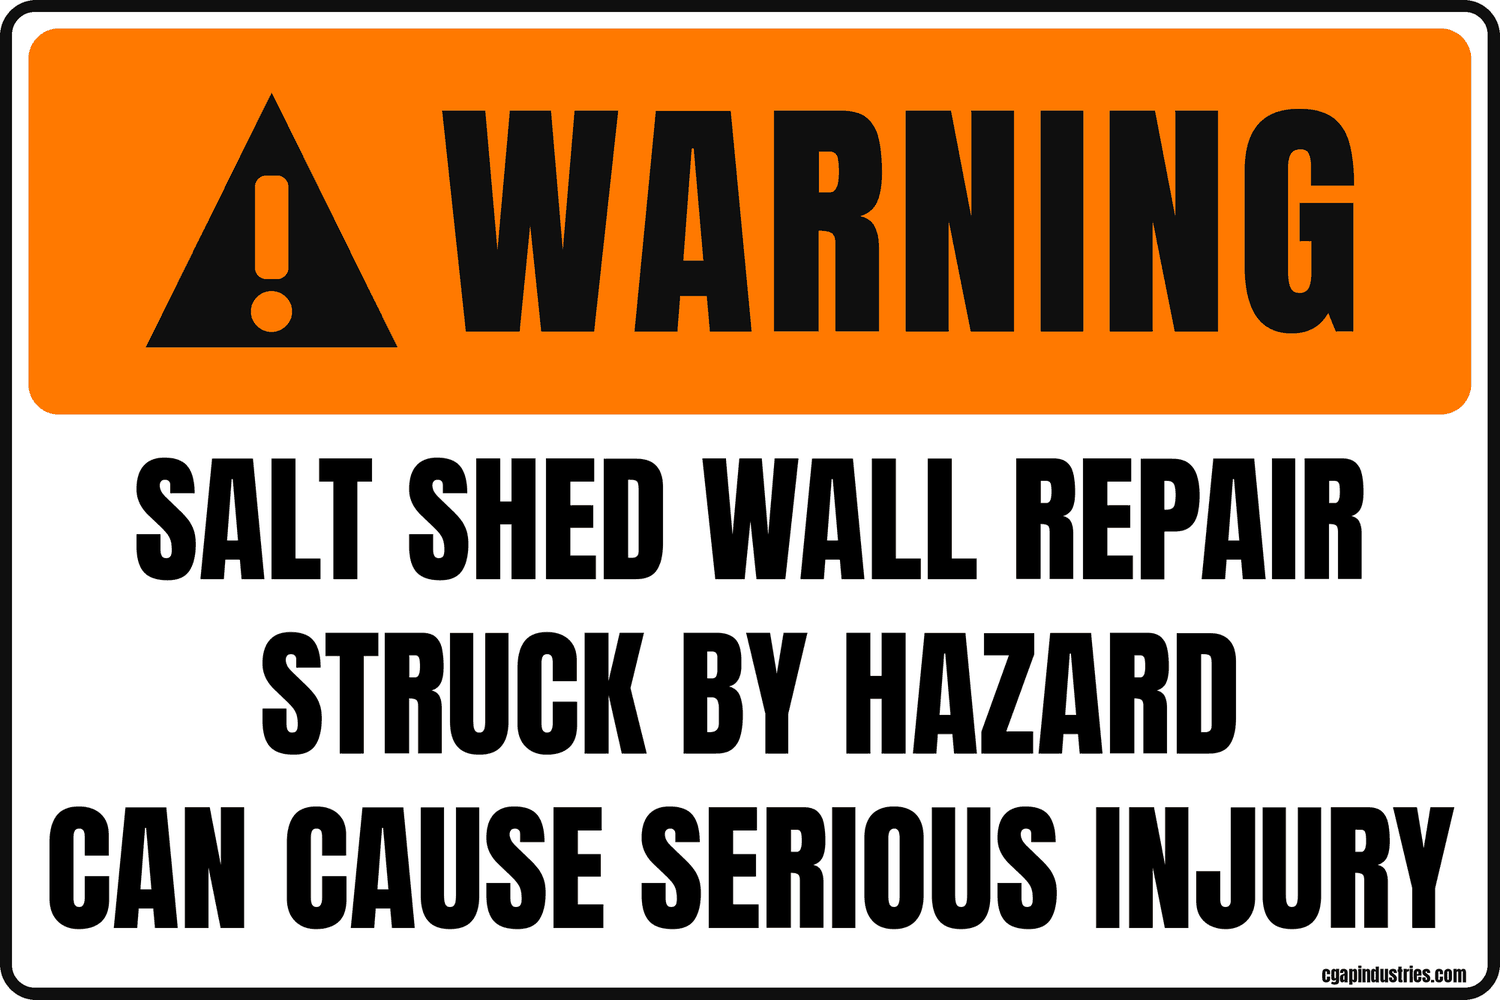 WARNING
SALT SHED WALL REPAIR
STRUCK BY HAZARD
CAN CAUSE SERIOUS INJURY
cgapindustries.com